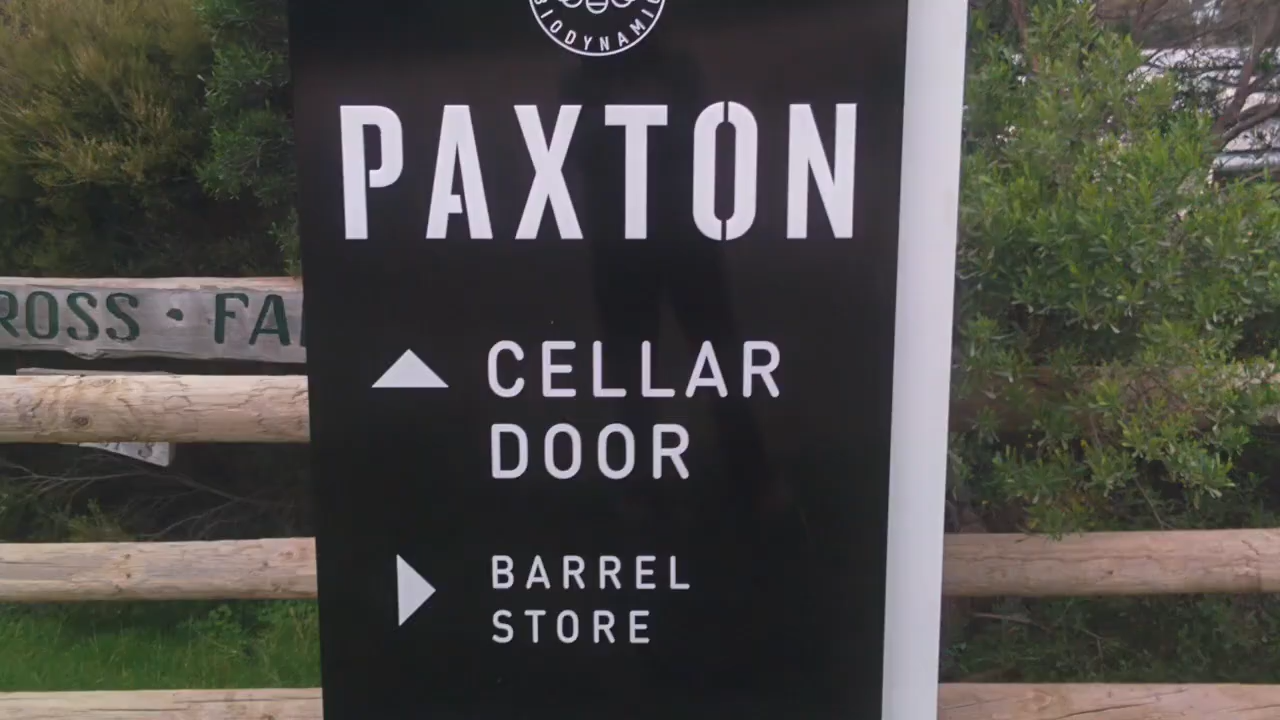 BIODYNAMIC
PAXTON
ROSS · FA
CELLAR
DOOR
BARREL
STORE